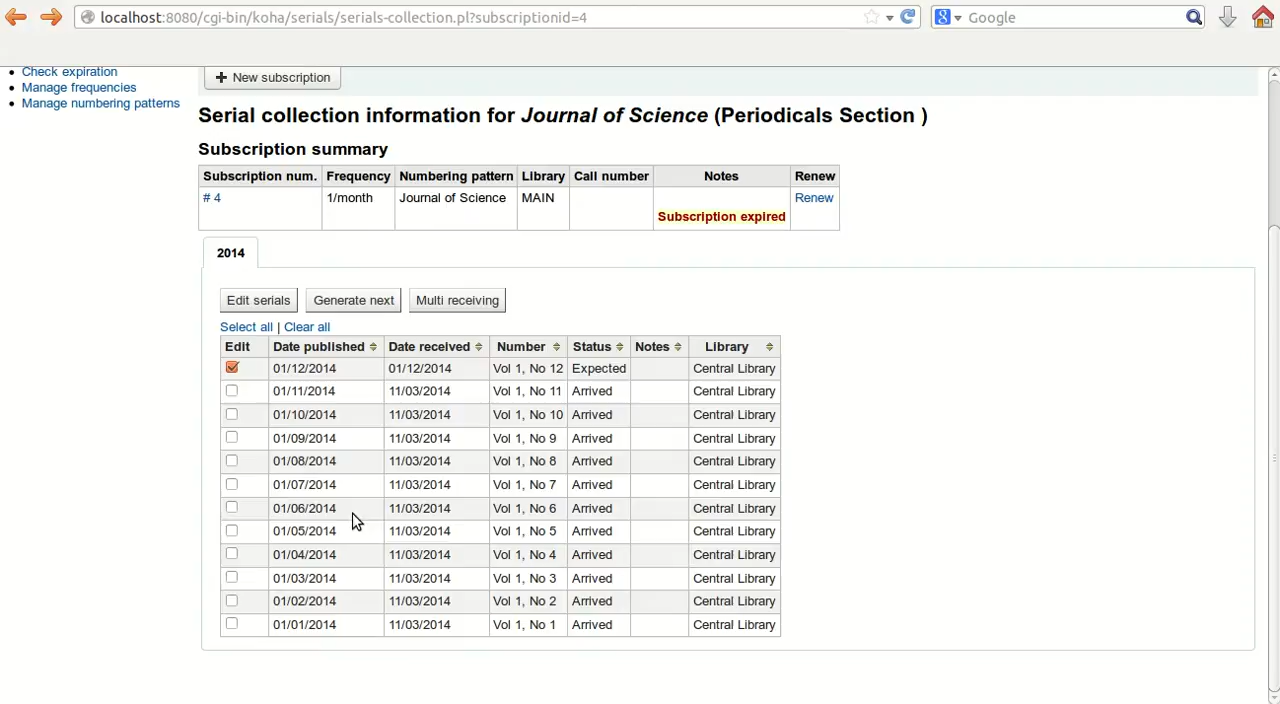 localhost:8080/cgi-bin/koha/serials/serials-collection.pl?subscriptionid=4
8 Google
Check expiration
Manage frequencies
Manage numbering patterns
+ New subscription
Serial collection information for Journal of Science (Periodicals Section )
Subscription summary
Subscription num. Frequency Numbering pattern Library Call number Notes Renew
# 4 1/month Journal of Science MAIN Subscription expired Renew
2014
Edit serials Generate next Multi receiving
Select all | Clear all
Edit Date published Date received Number Status Notes Library
01/12/2014 01/12/2014 Vol 1, No 12 Expected Central Library
01/11/2014 11/03/2014 Vol 1, No 11 Arrived Central Library
01/10/2014 11/03/2014 Vol 1, No 10 Arrived Central Library
01/09/2014 11/03/2014 Vol 1, No 9 Arrived Central Library
01/08/2014 11/03/2014 Vol 1, No 8 Arrived Central Library
01/07/2014 11/03/2014 Vol 1, No 7 Arrived Central Library
01/06/2014 11/03/2014 Vol 1, No 6 Arrived Central Library
01/05/2014 11/03/2014 Vol 1, No 5 Arrived Central Library
01/04/2014 11/03/2014 Vol 1, No 4 Arrived Central Library
01/03/2014 11/03/2014 Vol 1, No 3 Arrived Central Library
01/02/2014 11/03/2014 Vol 1, No 2 Arrived Central Library
01/01/2014 11/03/2014 Vol 1, No 1 Arrived Central Library